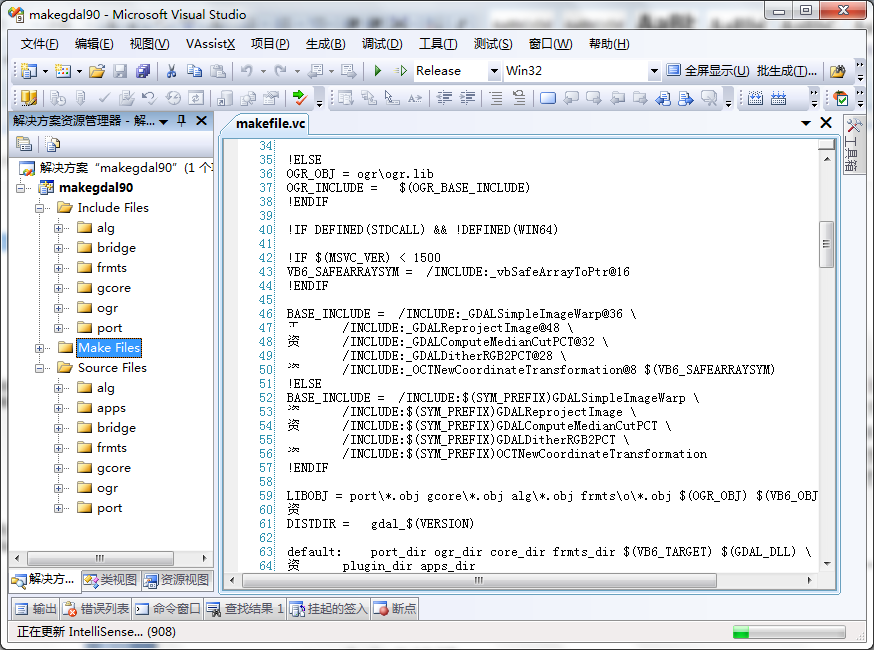 makegdal90 - Microsoft Visual Studio
文件(F) 编辑(E) 视图(V) VAssistX 项目(P) 生成(B) 调试(D) 工具(T) 测试(S) 窗口(W) 帮助(H)
Release Win32 全屏显示(U) 批生成(T)...
解决方案资源管理器 - 解...
解决方案 "makegdal90" (1 个
makegdal90
Include Files
alg
bridge
frmts
gcore
ogr
port
Make Files
Source Files
alg
apps
bridge
frmts
gcore
ogr
port
解决方... 类视图 资源视图
makefile.vc
34
35 !ELSE
36 OGR_OBJ = ogr\ogr.lib
37 OGR_INCLUDE = $(OGR_BASE_INCLUDE)
38 !ENDIF
39
40 !IF DEFINED(STDCALL) && !DEFINED(WIN64)
41
42 !IF $(MSVC_VER) < 1500
43 VB6_SAFEARRAYSYM = /INCLUDE:_vbSafeArrayToPtr@16
44 !ENDIF
45
46 BASE_INCLUDE = /INCLUDE:_GDALSimpleImageWarp@36 \
47 /INCLUDE:_GDALReprojectImage@48 \
48 /INCLUDE:_GDALComputeMedianCutPCT@32 \
49 /INCLUDE:_GDALDitherRGB2PCT@28 \
50 /INCLUDE:_OCTNewCoordinateTransformation@8 $(VB6_SAFEARRAYSYM)
51 !ELSE
52 BASE_INCLUDE = /INCLUDE:$(SYM_PREFIX)GDALSimpleImageWarp \
53 /INCLUDE:$(SYM_PREFIX)GDALReprojectImage \
54 /INCLUDE:$(SYM_PREFIX)GDALComputeMedianCutPCT \
55 /INCLUDE:$(SYM_PREFIX)GDALDitherRGB2PCT \
56 /INCLUDE:$(SYM_PREFIX)OCTNewCoordinateTransformation
57 !ENDIF
58
59 LIBOBJ = port\*.obj gcore\*.obj alg\*.obj frmts\o\*.obj $(OGR_OBJ) $(VB6_OBJ
60 资
61 DISTDIR = gdal_$(VERSION)
62
63 default: port_dir ogr_dir core_dir frmts_dir $(VB6_TARGET) $(GDAL_DLL) \
64 资 plugin_dir apps_dir
工具箱
输出 错误列表 命令窗口 查找结果 1 挂起的签入 断点
正在更新 IntelliSense... (908)